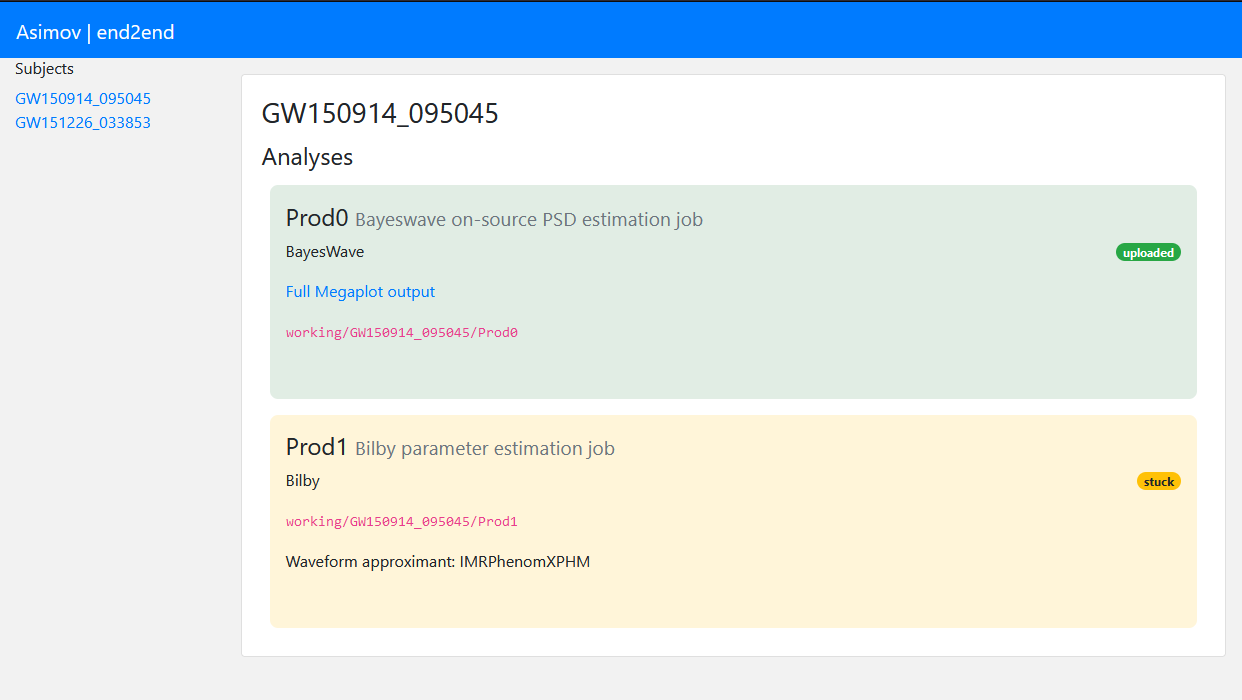 Asimov | end2end
Subjects
GW150914_095045
GW151226_033853
GW150914_095045
Analyses
Prod0 Bayeswave on-source PSD estimation job
BayesWave
uploaded
Full Megaplot output
working/GW150914_095045/Prod0
Prod1 Bilby parameter estimation job
Bilby
stuck
working/GW150914_095045/Prod1
Waveform approximant: IMRPhenomXPHM